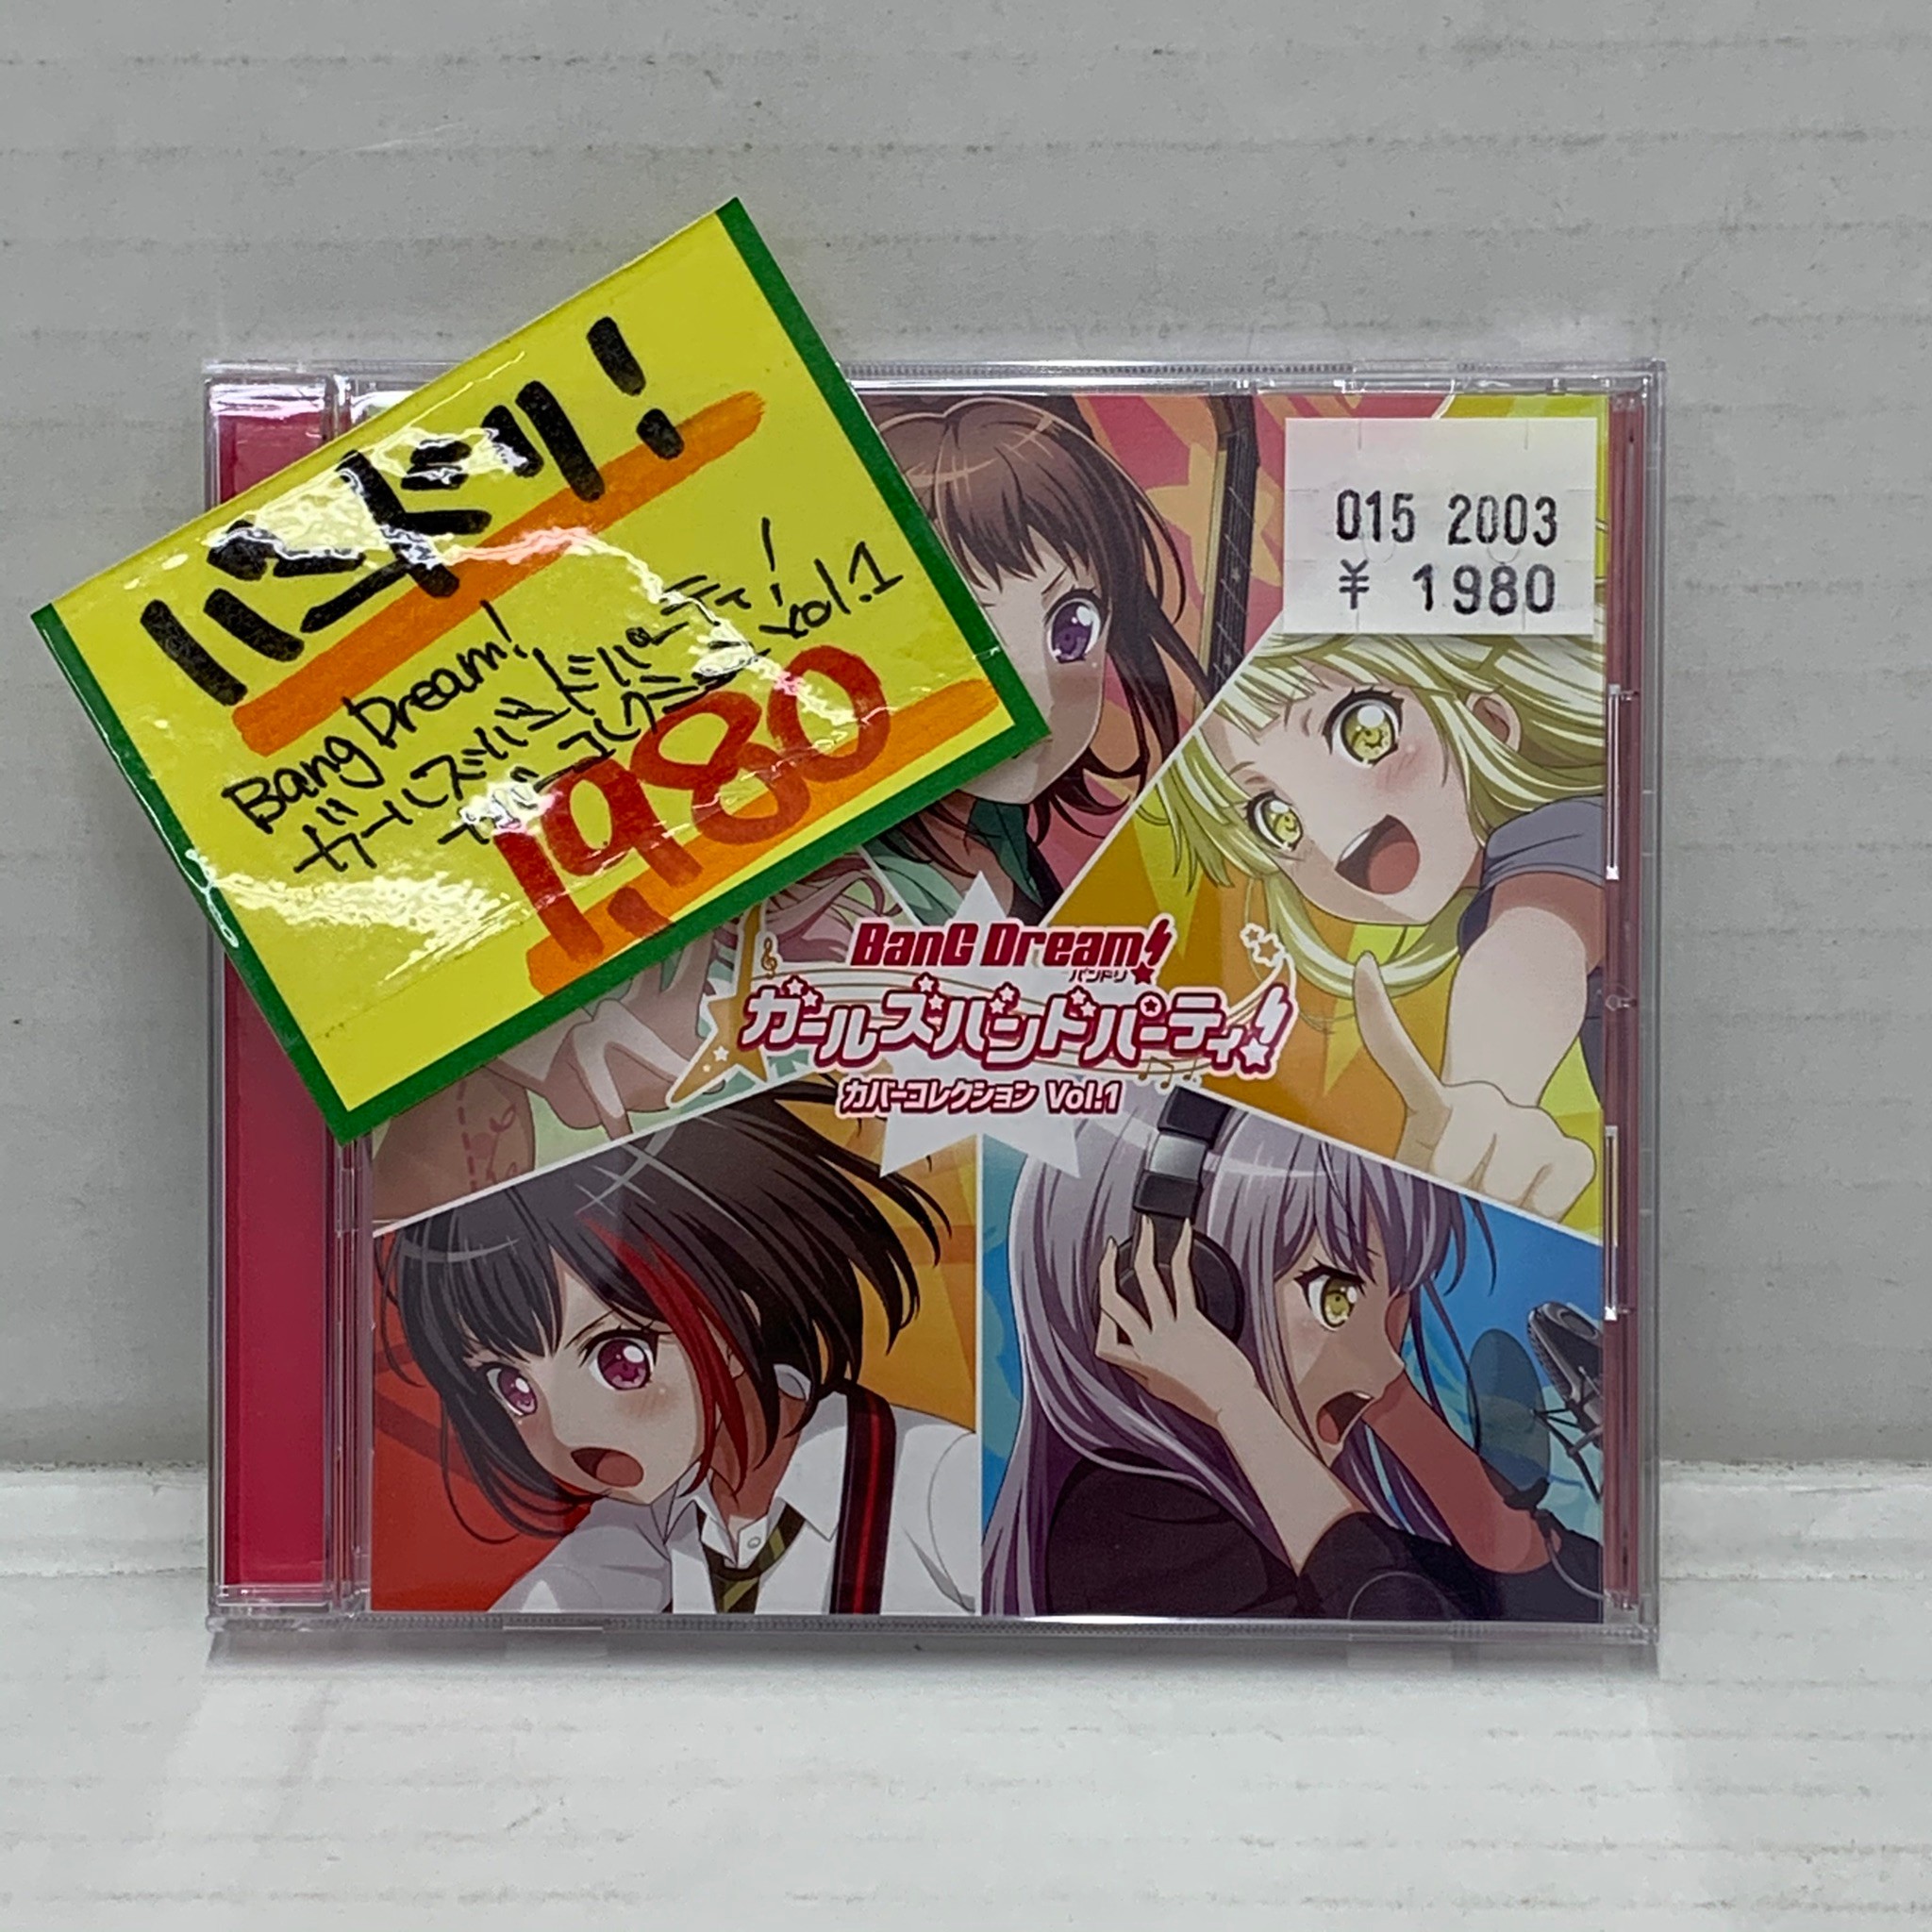 バンドリ!
Bang Dream!
ガールズバンドパーティ!
カバーコレクション vol.1
1,980
015 2003
¥ 1980
BanG Dream!
バンドリ
ガールズバンドパーティ!
カバーコレクション Vol.1